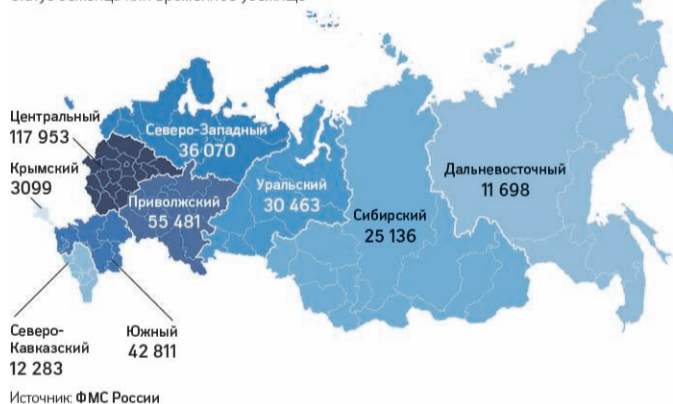 Центральный
117 953
Северо-Западный
36 070
Крымский
3099
Приволжский
55 481
Уральский
30 463
Сибирский
25 136
Дальневосточный
11 698
Северо-
Кавказский
12 283
Южный
42 811
Источник: ФМС России